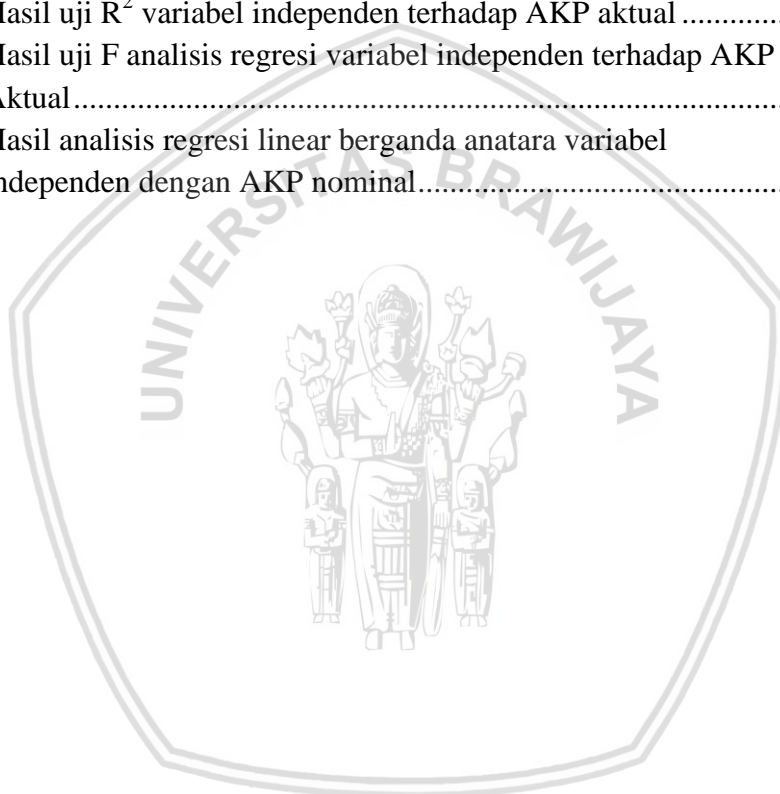 Hasil uji R² variabel independen terhadap AKP aktual ..............
Hasil uji F analisis regresi variabel independen terhadap AKP
Aktual.........................................................................................
Hasil analisis regresi linear berganda anatara variabel
independen dengan AKP nominal..............................................
UNIVERSITAS BRAWIJAYA